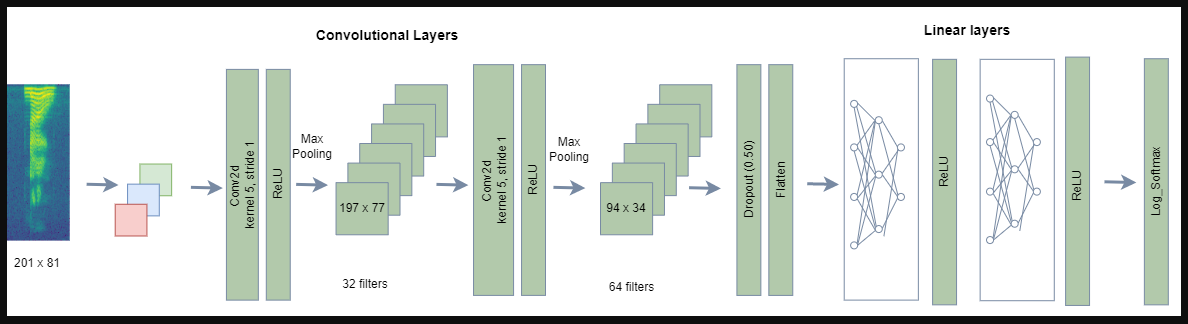 Convolutional Layers
Linear layers
201 x 81
Conv2d
kernel 5, stride 1
ReLU
Max
Pooling
197 x 77
32 filters
Conv2d
kernel 5, stride 1
ReLU
Max
Pooling
94 x 34
64 filters
Dropout (0.50)
Flatten
ReLU
ReLU
Log_Softmax